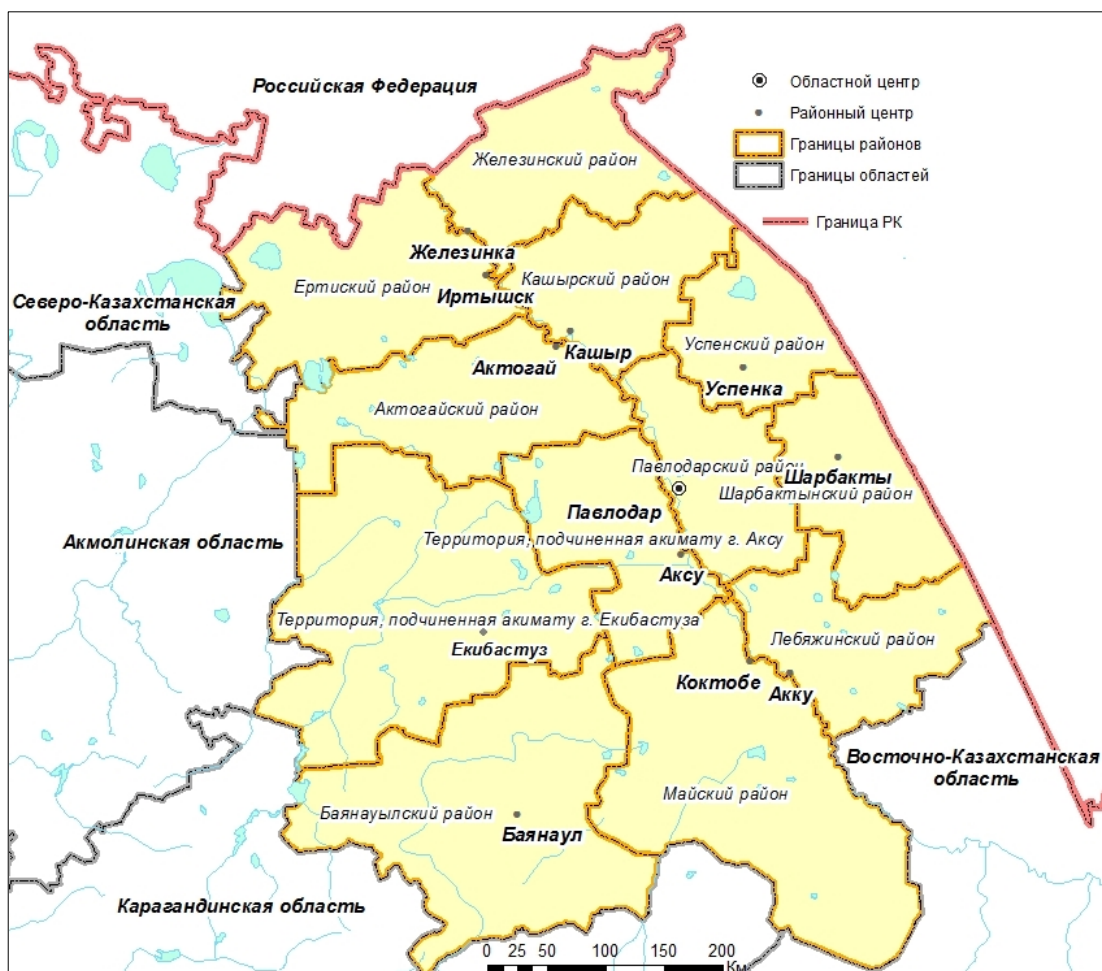 Российская Федерация
Областной центр
Районный центр
Границы районов
Границы областей
Граница РК
Железинский район
Железинка
Кашырский район
Ертиский район
Иртышск
Северо-Казахстанская
область
Кашыр
Успенский район
Актогай
Успенка
Актогайский район
Павлодарский район
Шарбакты
Шарбактынский район
Павлодар
Территория, подчиненная акимату г. Аксу
Акмолинская область
Аксу
Территория, подчиненная акимату г. Екибастуза
Лебяжинский район
Екибастуз
Коктобе
Акку
Восточно-Казахстанская
область
Майский район
Баянауылский район
Баянаул
Карагандинская область
0 25 50 100 150 200
Км